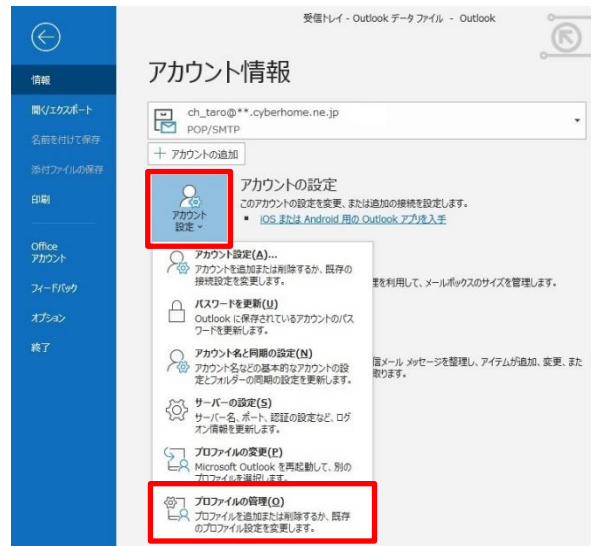 受信トレイ - Outlook データ ファイル - Outlook
アカウント情報
情報
開く/エクスポート
名前を付けて保存
添付ファイルの保存
印刷
Office
アカウント
フィードバック
オプション
終了
ch_taro@**.cyberhome.ne.jp
POP/SMTP
+ アカウントの追加
アカウント
設定
アカウントの設定
このアカウントの設定を変更、または追加の接続を設定します。
■ iOS または Android 用の Outlook アプリを入手
アカウント設定(A)...
アカウントを追加または削除するか、既存の
接続設定を変更します。
理を利用して、メールボックスのサイズを管理します。
パスワードを更新(U)
Outlook に保存されているアカウントのパス
ワードを更新します。
アカウント名と同期の設定(N)
アカウント名などの基本的なアカウントの設
定とフォルダーの同期の設定を更新します。
信メール メッセージを整理し、アイテムが追加、変更、また
取ります。
サーバーの設定(S)
サーバー名、ポート、認証の設定など、ログ
オン情報を更新します。
プロファイルの変更(P)
Microsoft Outlook を再起動して、別の
プロファイルを選択します。
プロファイルの管理(O)
プロファイルを追加または削除するか、既存
のプロファイル設定を変更します。